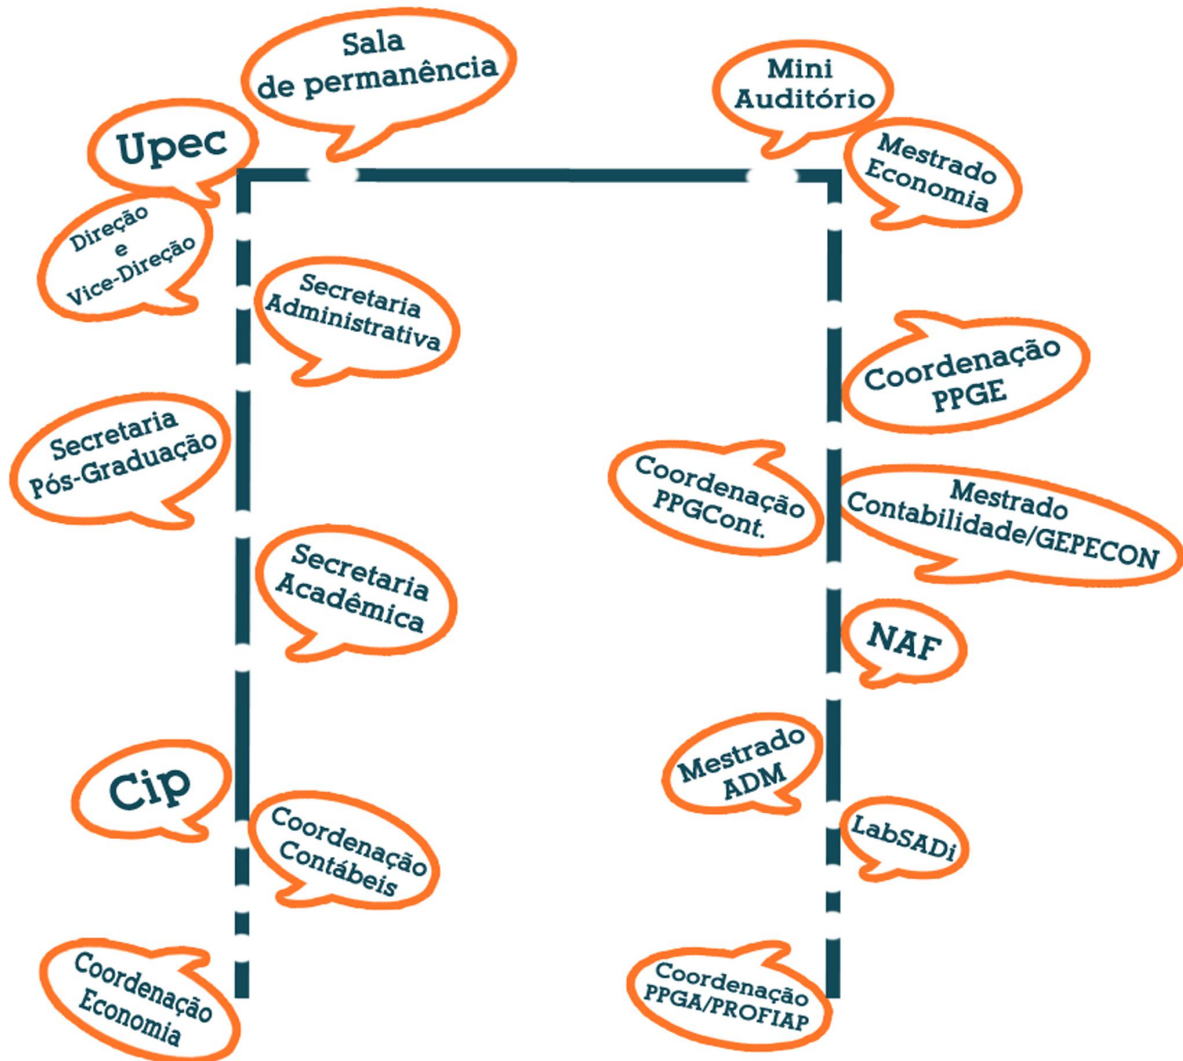 Sala
de permanência
Mini
Auditório
Upec
Mestrado
Economia
Direção
e
Vice-Direção
Secretaria
Administrativa
Coordenação
PPGE
Secretaria
Pós-Graduação
Coordenação
PPGCont.
Mestrado
Contabilidade/GEPECON
Secretaria
Acadêmica
NAF
Mestrado
ADM
Cip
Coordenação
Contábeis
LabSADi
Coordenação
Economia
Coordenação
PPGA/PROFIAP